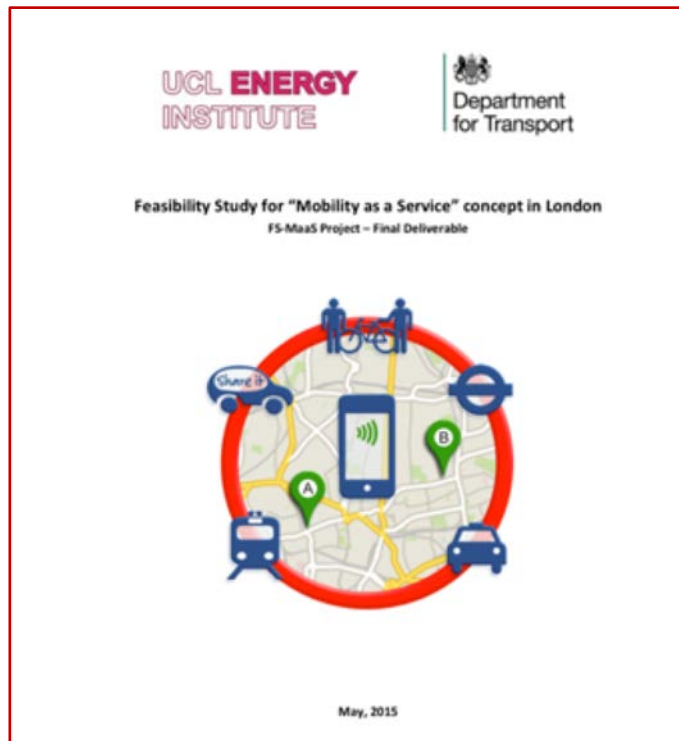 UCL ENERGY
INSTITUTE
Department
for Transport
Feasibility Study for “Mobility as a Service” concept in London
FS-MaaS Project – Final Deliverable
Share it
B
A
May, 2015